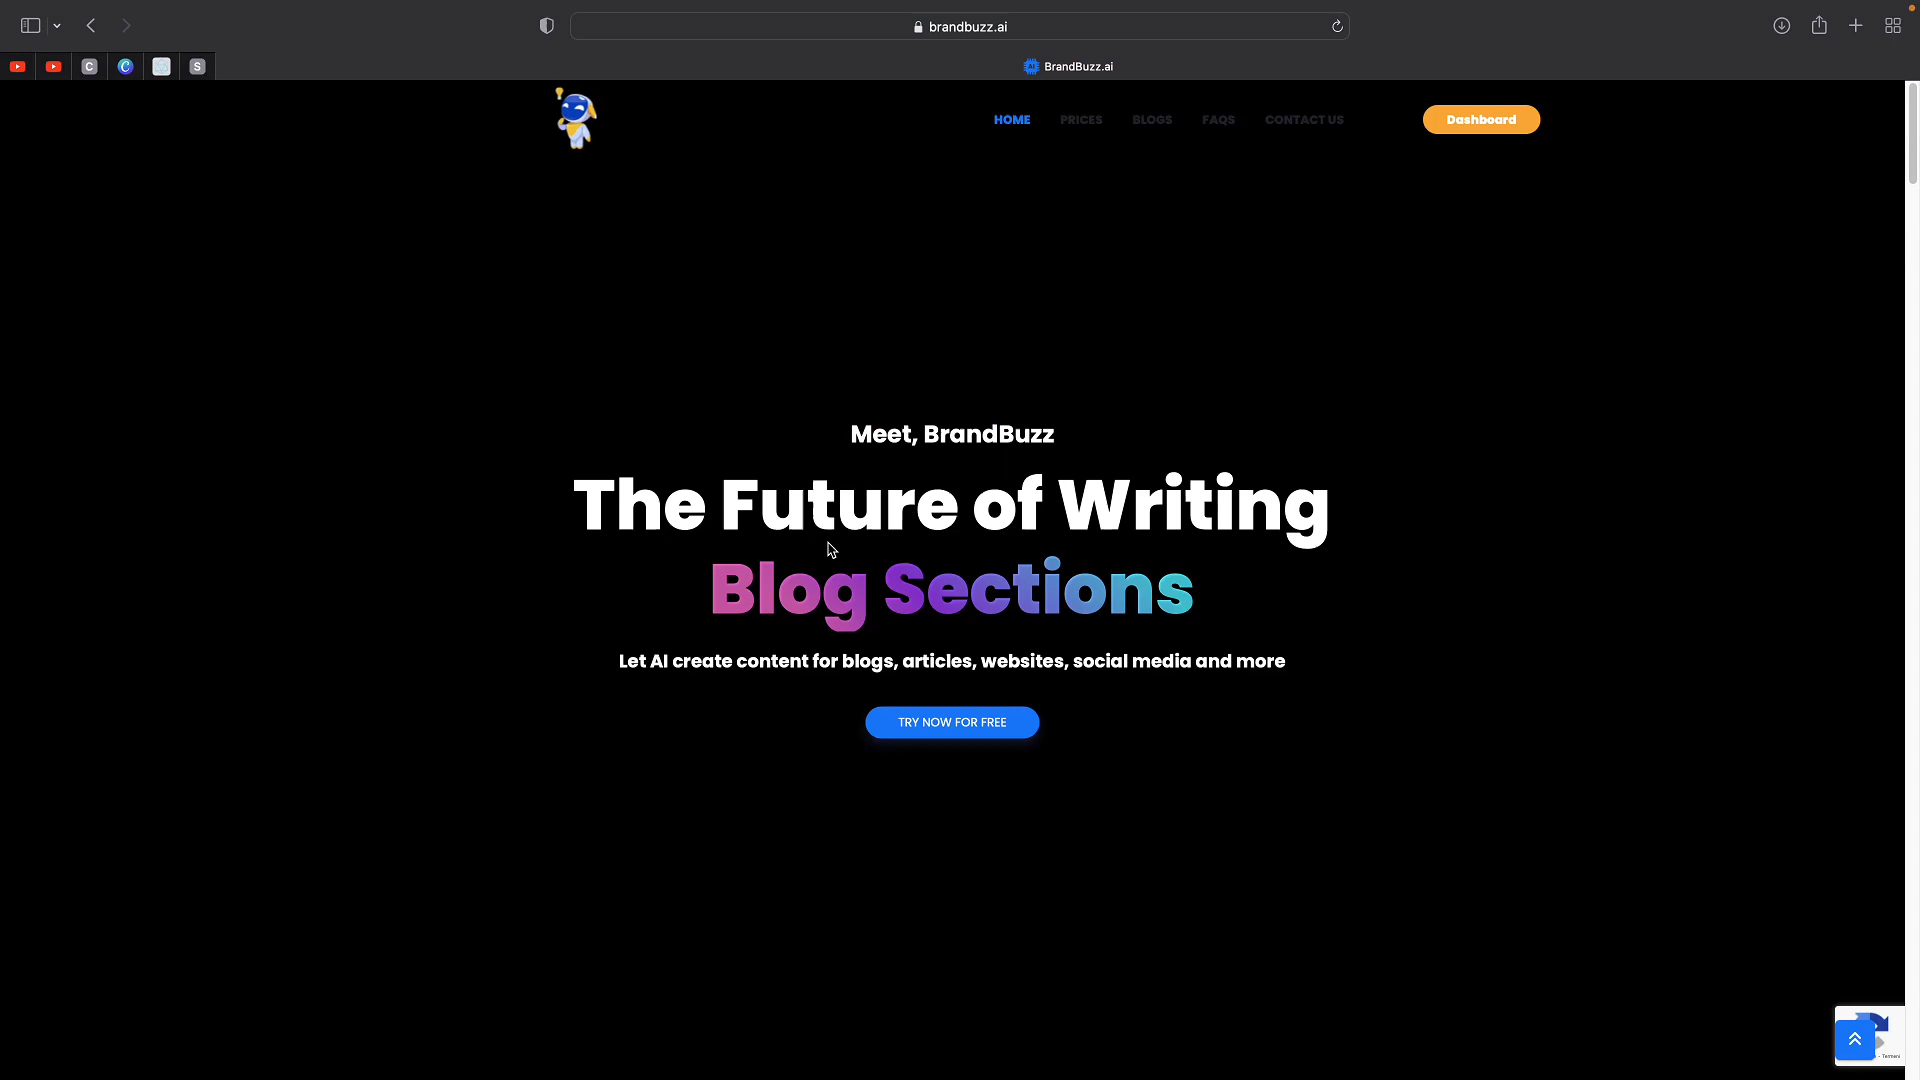 brandbuzz.ai
C
C
S
BrandBuzz.ai
HOME
PRICES
BLOGS
FAQS
CONTACT US
Dashboard
Meet, BrandBuzz
The Future of Writing
Blog Sections
Let AI create content for blogs, articles, websites, social media and more
TRY NOW FOR FREE
- Termeni